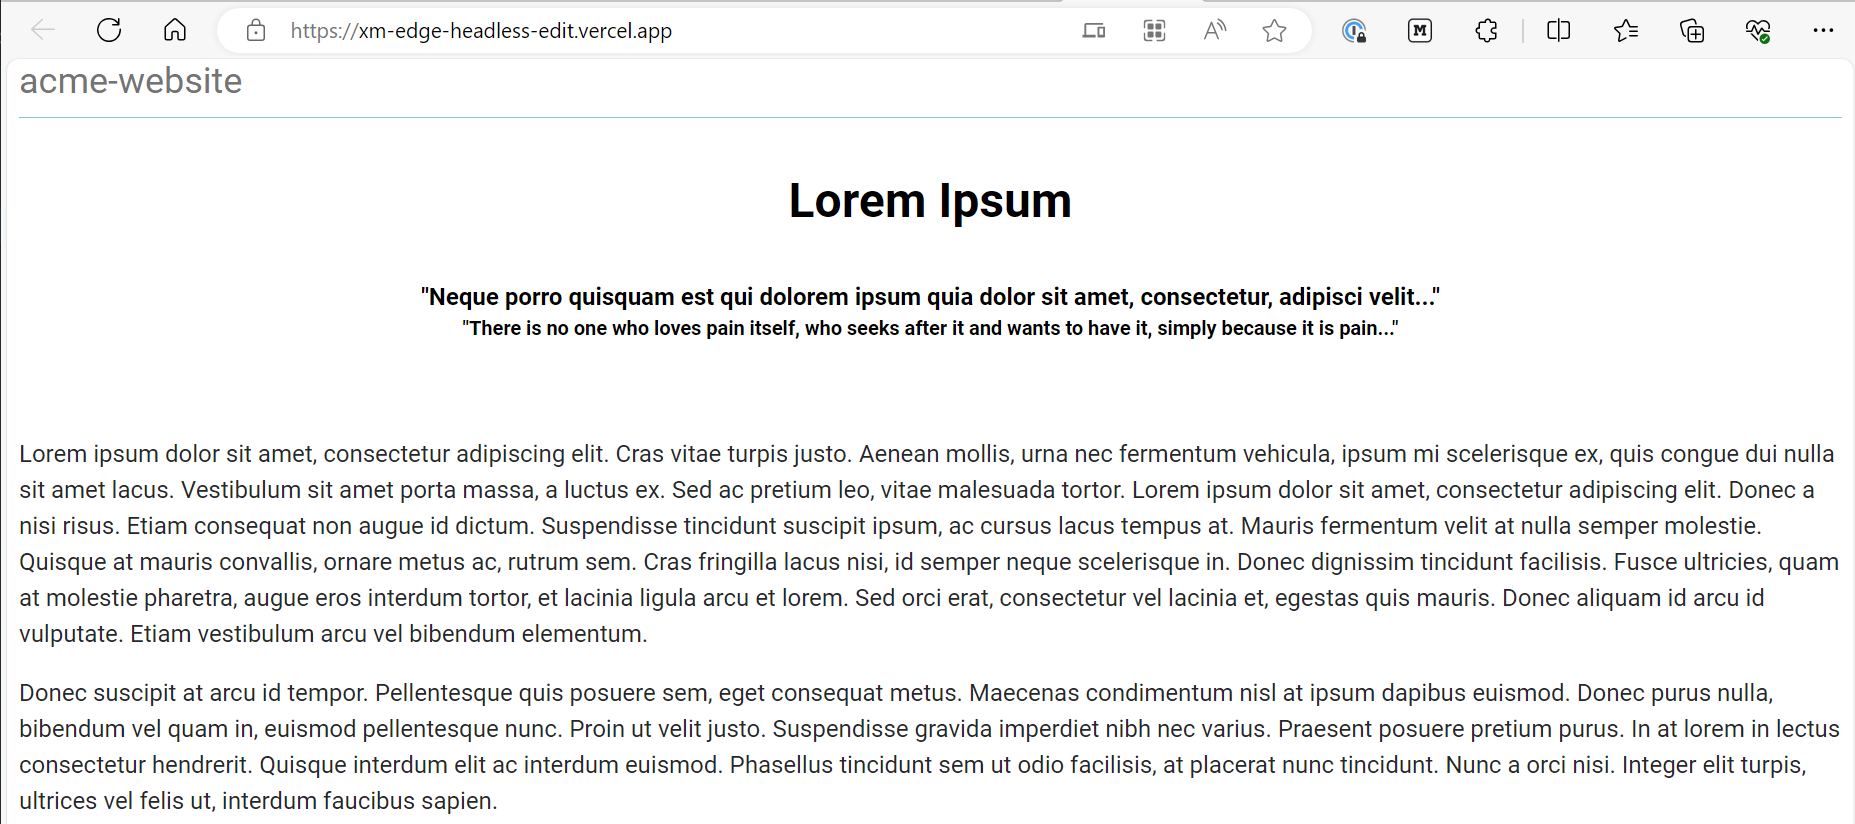 https://xm-edge-headless-edit.vercel.app
acme-website
Lorem Ipsum
"Neque porro quisquam est qui dolorem ipsum quia dolor sit amet, consectetur, adipisci velit..."
"There is no one who loves pain itself, who seeks after it and wants to have it, simply because it is pain..."
Lorem ipsum dolor sit amet, consectetur adipiscing elit. Cras vitae turpis justo. Aenean mollis, urna nec fermentum vehicula, ipsum mi scelerisque ex, quis congue dui nulla
sit amet lacus. Vestibulum sit amet porta massa, a luctus ex. Sed ac pretium leo, vitae malesuada tortor. Lorem ipsum dolor sit amet, consectetur adipiscing elit. Donec a
nisi risus. Etiam consequat non augue id dictum. Suspendisse tincidunt suscipit ipsum, ac cursus lacus tempus at. Mauris fermentum velit at nulla semper molestie.
Quisque at mauris convallis, ornare metus ac, rutrum sem. Cras fringilla lacus nisi, id semper neque scelerisque in. Donec dignissim tincidunt facilisis. Fusce ultricies, quam
at molestie pharetra, augue eros interdum tortor, et lacinia ligula arcu et lorem. Sed orci erat, consectetur vel lacinia et, egestas quis mauris. Donec aliquam id arcu id
vulputate. Etiam vestibulum arcu vel bibendum elementum.
Donec suscipit at arcu id tempor. Pellentesque quis posuere sem, eget consequat metus. Maecenas condimentum nisl at ipsum dapibus euismod. Donec purus nulla,
bibendum vel quam in, euismod pellentesque nunc. Proin ut velit justo. Suspendisse gravida imperdiet nibh nec varius. Praesent posuere pretium purus. In at lorem in lectus
consectetur hendrerit. Quisque interdum elit ac interdum euismod. Phasellus tincidunt sem ut odio facilisis, at placerat nunc tincidunt. Nunc a orci nisi. Integer elit turpis,
ultrices vel felis ut, interdum faucibus sapien.